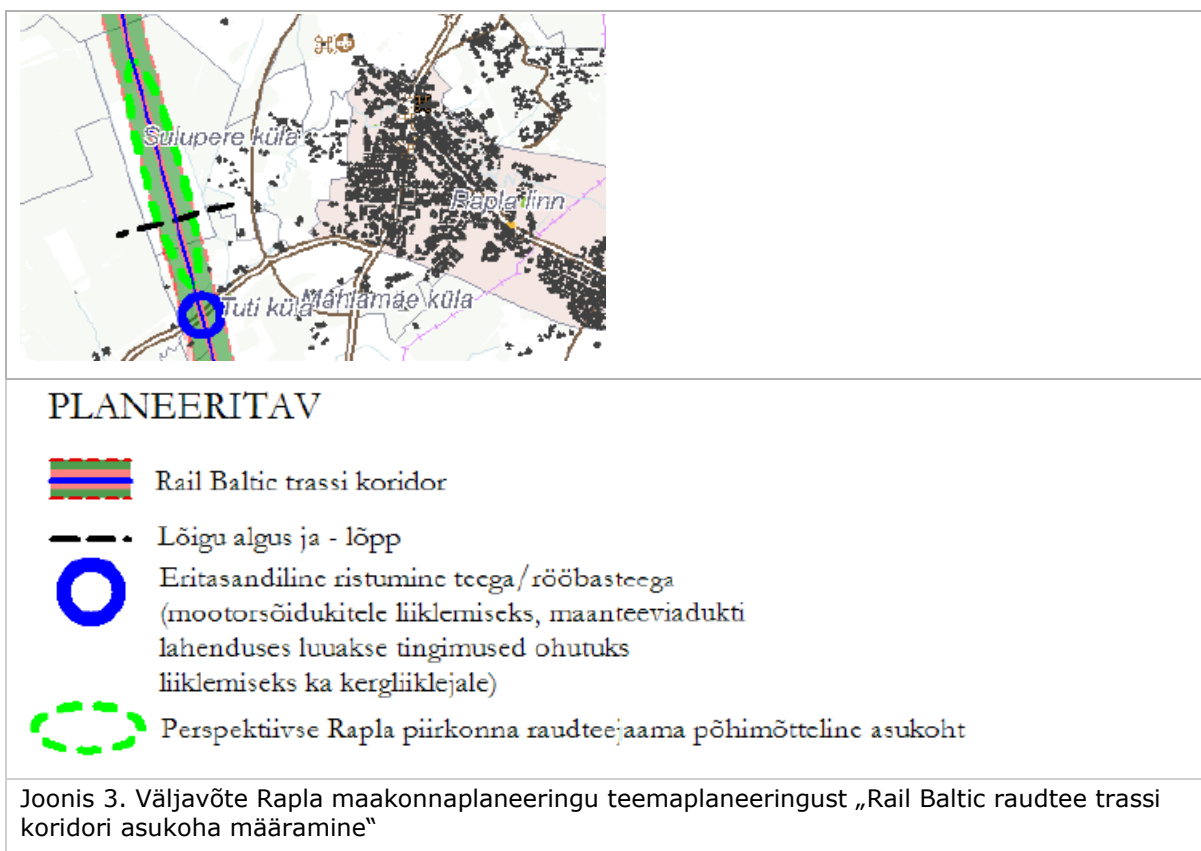 Sulupere küla
Rapla linn
Tuti küla
Mahlamäe küla
PLANEERITAV
Rail Baltic trassi koridor
Lõigu algus ja - lõpp
Eritasandiline ristumine teega/rööbasteega
(mootorsõidukitele liiklemiseks, maanteeviadukti
lahenduses luuakse tingimused ohutuks
liiklemiseks ka kergliiklejale)
Perspektiivse Rapla piirkonna raudteejaama põhimõtteline asukoht
Joonis 3. Väljavõte Rapla maakonnaplaneeringu teemaplaneeringust „Rail Baltic raudtee trassi
koridori asukoha määramine“